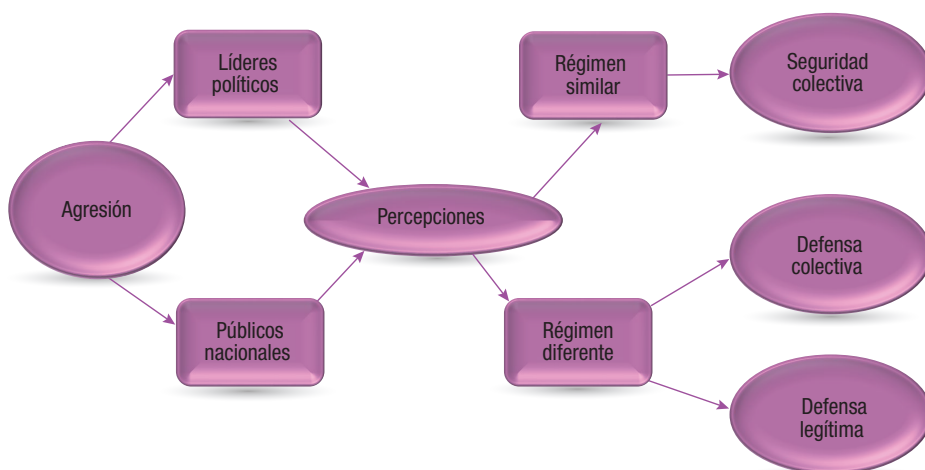 Agresión
Líderes
políticos
Públicos
nacionales
Percepciones
Régimen
similar
Régimen
diferente
Seguridad
colectiva
Defensa
colectiva
Defensa
legítima